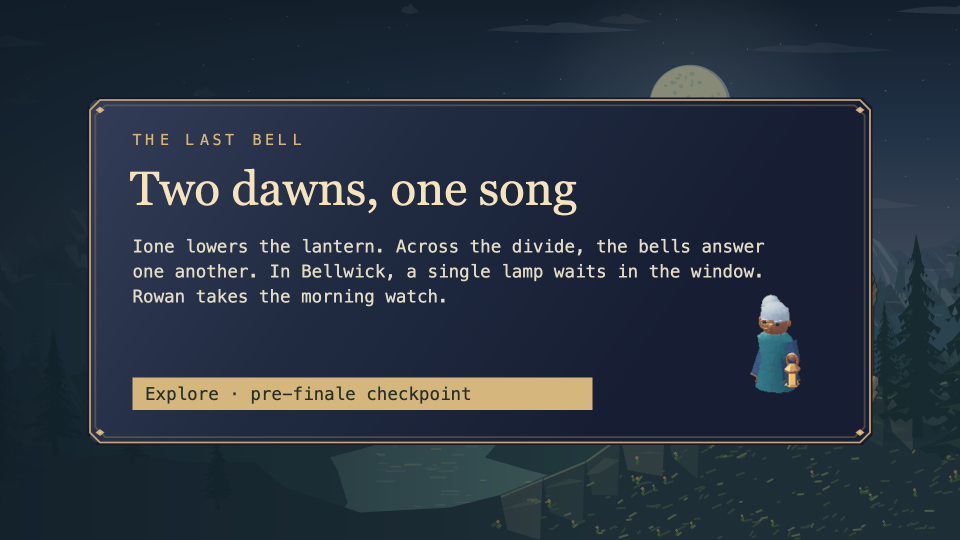 THE LAST BELL
Two dawns, one song
Ione lowers the lantern. Across the divide, the bells answer
one another. In Bellwick, a single lamp waits in the window.
Rowan takes the morning watch.
Explore · pre–finale checkpoint